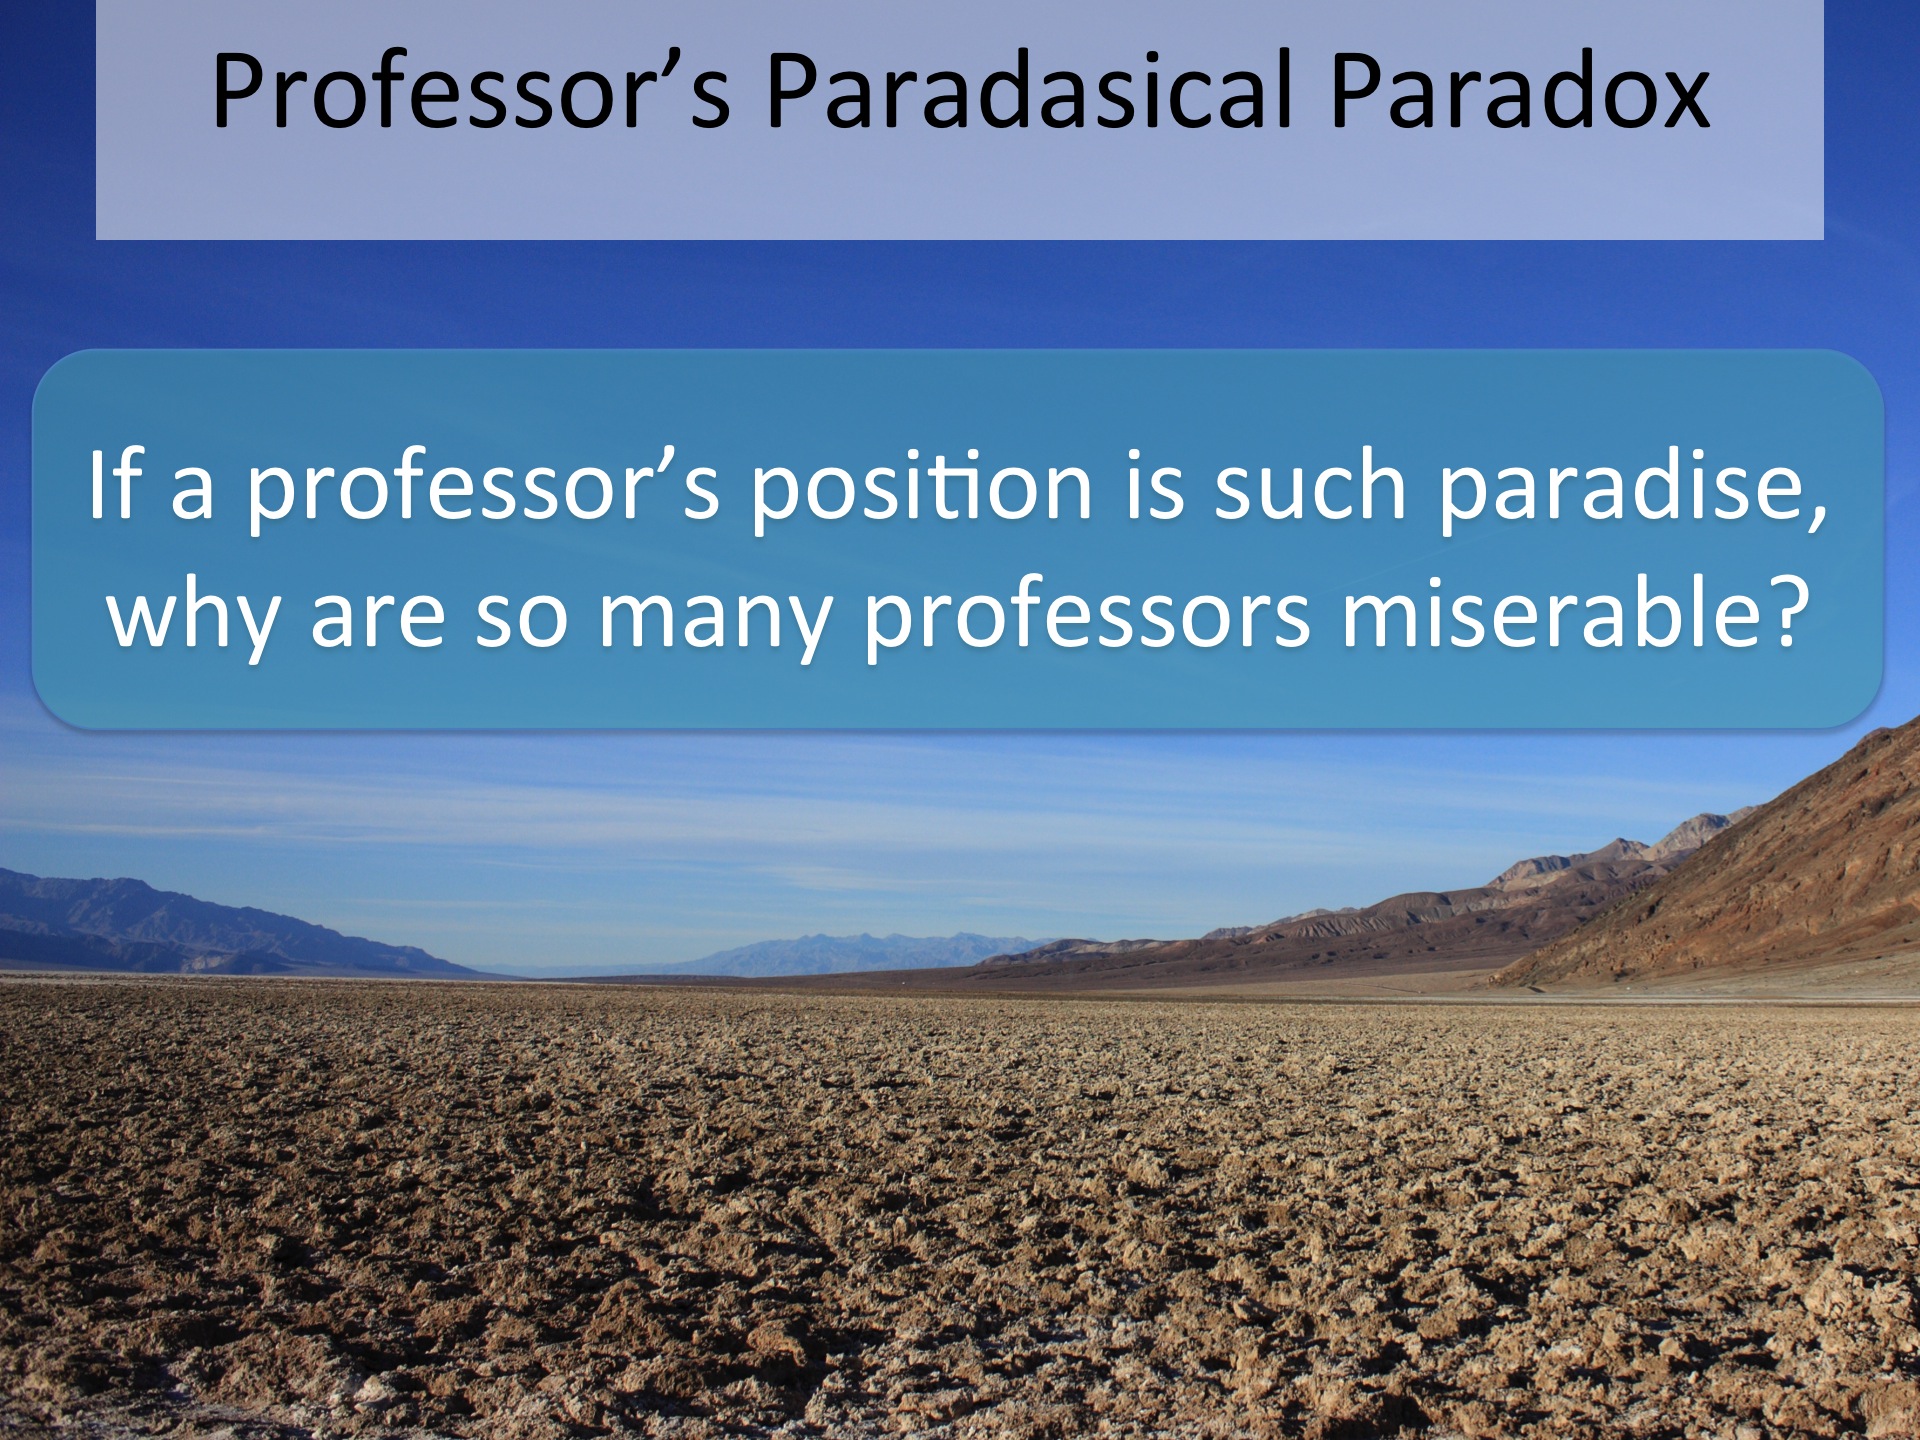 Professor’s Paradasical Paradox
If a professor’s position is such paradise,
why are so many professors miserable?